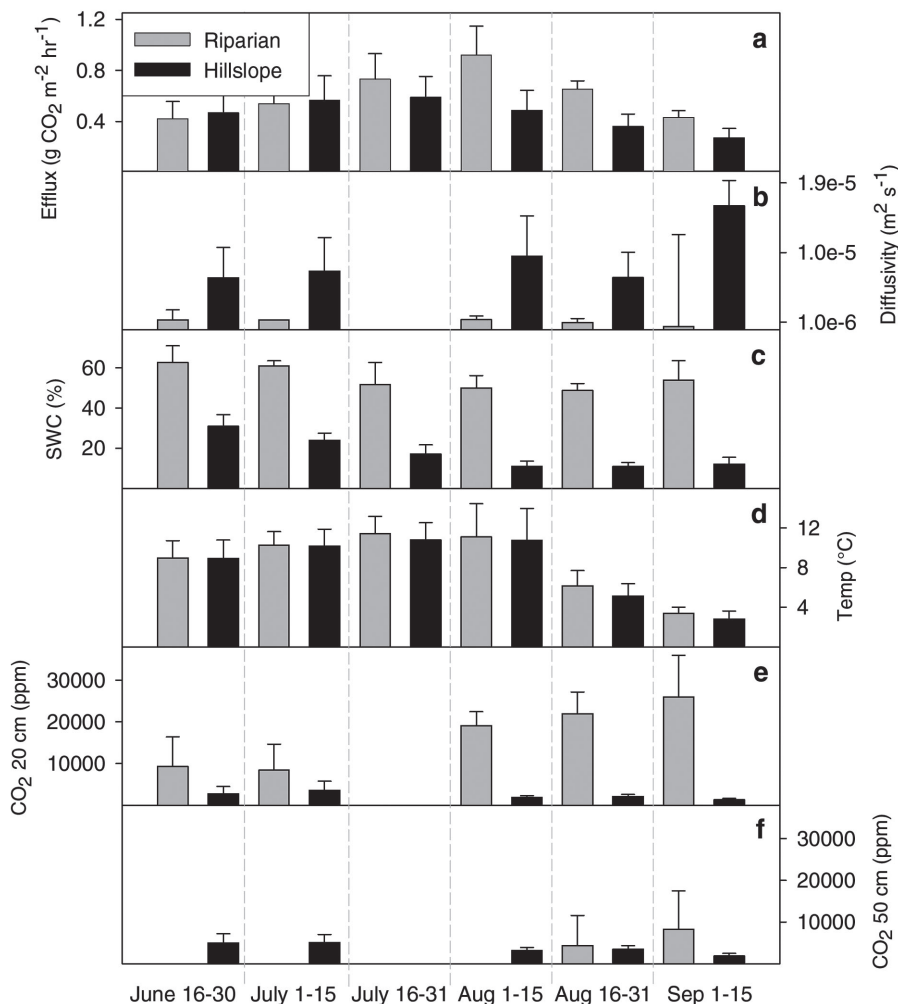 1.2
0.8
0.4
Efflux (g CO2 m-2 hr-1)
Riparian
Hillslope
a
b
1.9e-5
1.0e-5
1.0e-6
Diffusivity (m2 s-1)
c
60
40
20
SWC (%)
d
12
8
4
Temp (°C)
e
30000
20000
10000
CO2 20 cm (ppm)
f
30000
20000
10000
CO2 50 cm (ppm)
June 16-30 July 1-15 July 16-31 Aug 1-15 Aug 16-31 Sep 1-15